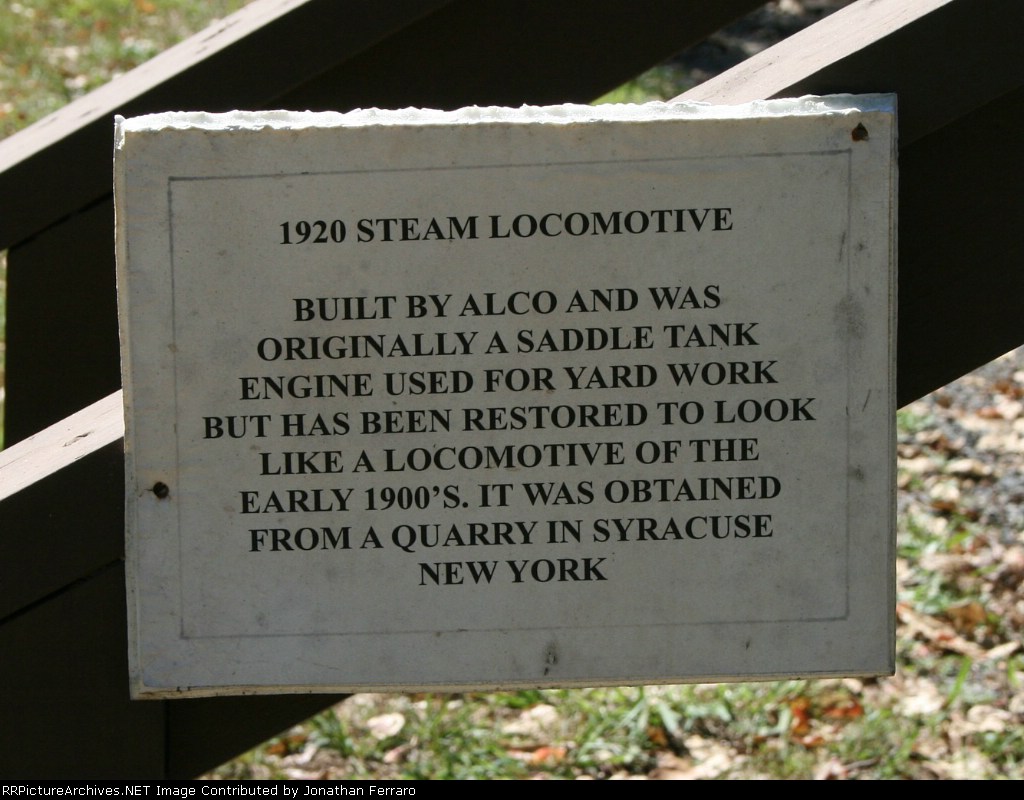 1920 STEAM LOCOMOTIVE
BUILT BY ALCO AND WAS
ORIGINALLY A SADDLE TANK
ENGINE USED FOR YARD WORK
BUT HAS BEEN RESTORED TO LOOK
LIKE A LOCOMOTIVE OF THE
EARLY 1900'S. IT WAS OBTAINED
FROM A QUARRY IN SYRACUSE
NEW YORK
RRPictureArchives.NET Image Contributed by Jonathan Ferraro